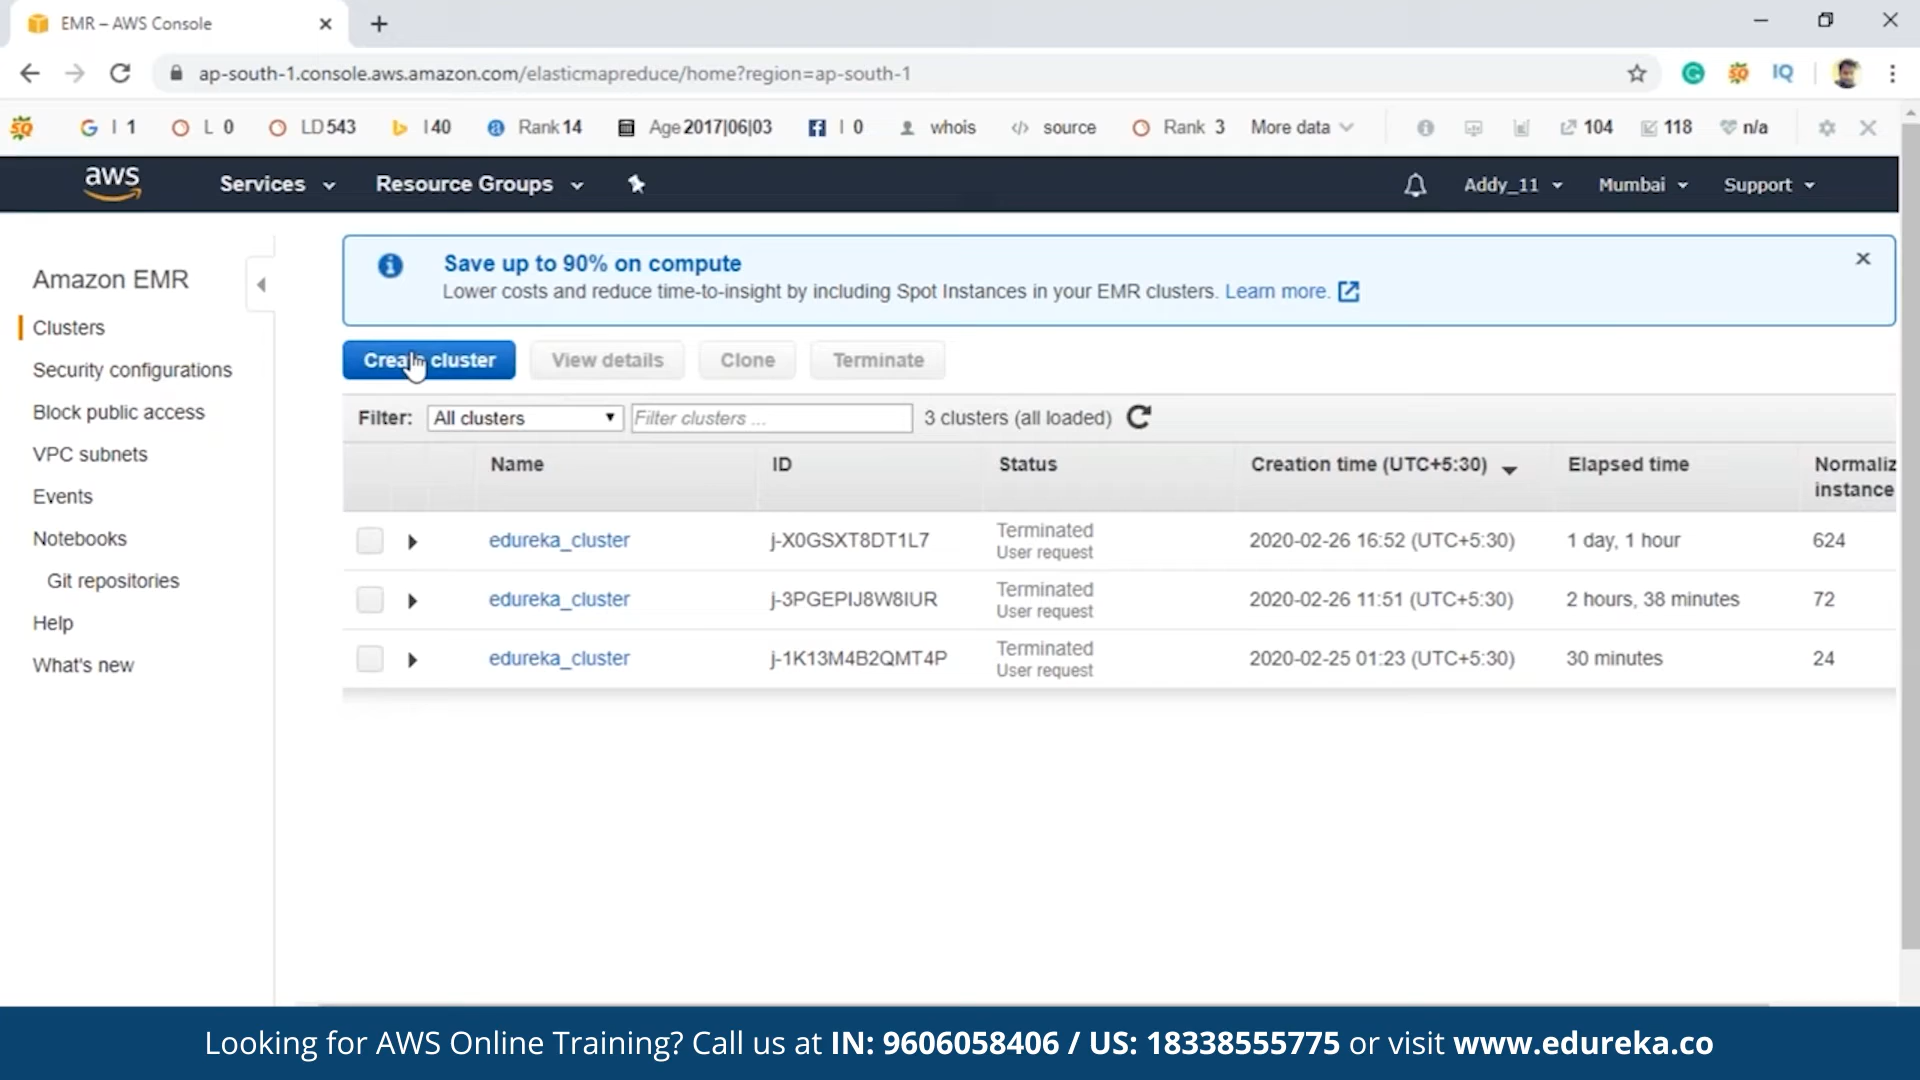 EMR – AWS Console
ap-south-1.console.aws.amazon.com/elasticmapreduce/home?region=ap-south-1
IQ
SQ I 1 L 0 LD 543 I 40 Rank 14 Age 2017|06|03 I 0 whois source Rank 3 More data 104 118 n/a
aws Services Resource Groups Addy_11 Mumbai Support
Amazon EMR
Clusters
Security configurations
Block public access
VPC subnets
Events
Notebooks
Git repositories
Help
What's new
Save up to 90% on compute
Lower costs and reduce time-to-insight by including Spot Instances in your EMR clusters. Learn more.
Create cluster View details Clone Terminate
Filter: All clusters Filter clusters ... 3 clusters (all loaded)
Name ID Status Creation time (UTC+5:30) Elapsed time Normaliz
instance
edureka_cluster j-X0GSXT8DT1L7 Terminated 2020-02-26 16:52 (UTC+5:30) 1 day, 1 hour 624
User request
edureka_cluster j-3PGEPIJ8W8IUR Terminated 2020-02-26 11:51 (UTC+5:30) 2 hours, 38 minutes 72
User request
edureka_cluster j-1K13M4B2QMT4P Terminated 2020-02-25 01:23 (UTC+5:30) 30 minutes 24
User request
Looking for AWS Online Training? Call us at IN: 9606058406 / US: 18338555775 or visit www.edureka.co